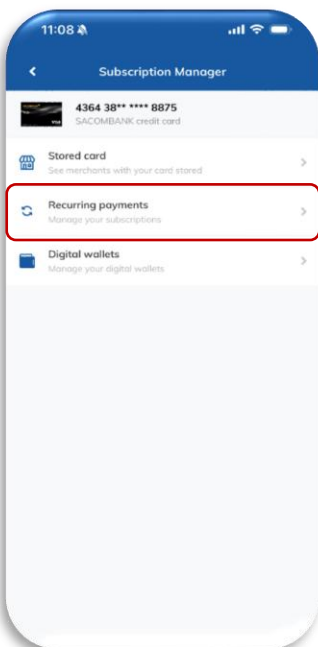 11:08
Subscription Manager
4364 38** **** 8875
SACOMBANK credit card
VISA
Stored card
See merchants with your card stored
Recurring payments
Manage your subscriptions
Digital wallets
Manage your digital wallets